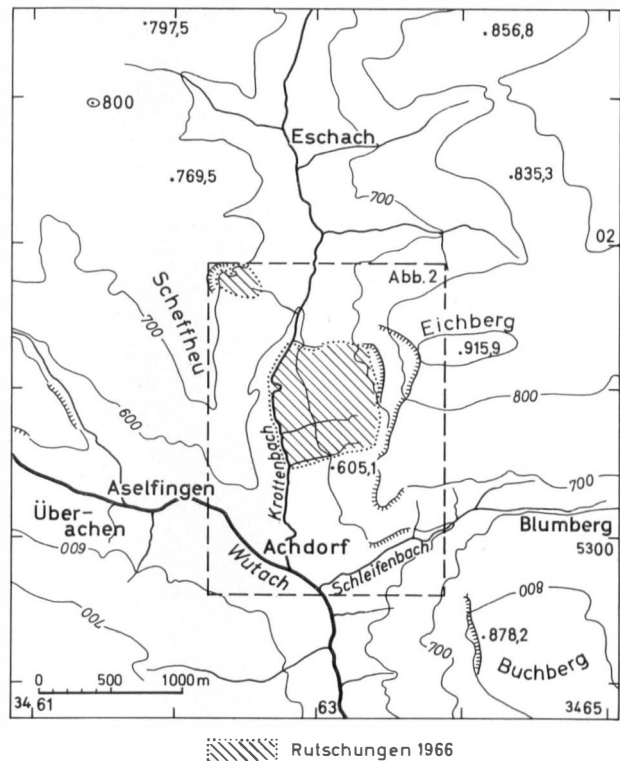 ·797,5
.856,8
800
Eschach
.769,5
700
.835,3
02
Scheffheu
Abb.2
700
Eichberg
.915,9
800
600
Krottenbach
.605,1
700
Aselfingen
Über-
achen
Blumberg
600
Wutach
Achdorf
Schleifenbach
5300
800
700
700
.878,2
Buchberg
0 500 1000m
34 61
63
3465
Rutschungen 1966